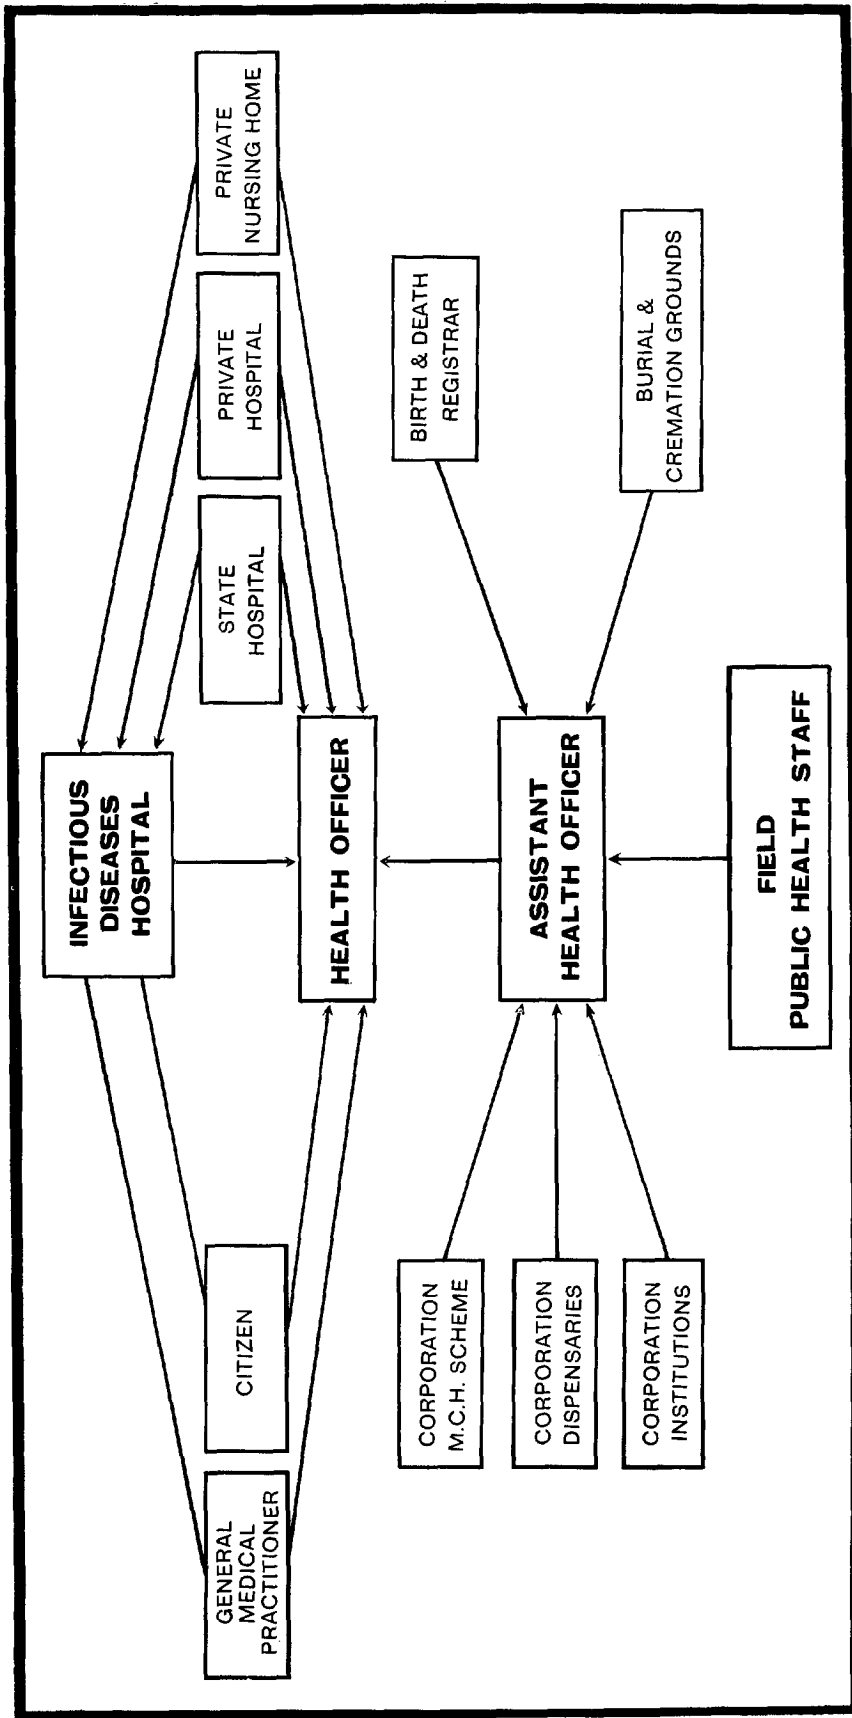 INFECTIOUS
DISEASES
HOSPITAL
GENERAL
MEDICAL
PRACTITIONER
CITIZEN
STATE
HOSPITAL
PRIVATE
HOSPITAL
PRIVATE
NURSING HOME
HEALTH OFFICER
CORPORATION
M.C.H. SCHEME
BIRTH & DEATH
REGISTRAR
ASSISTANT
HEALTH OFFICER
CORPORATION
DISPENSARIES
CORPORATION
INSTITUTIONS
BURIAL &
CREMATION GROUNDS
FIELD
PUBLIC HEALTH STAFF